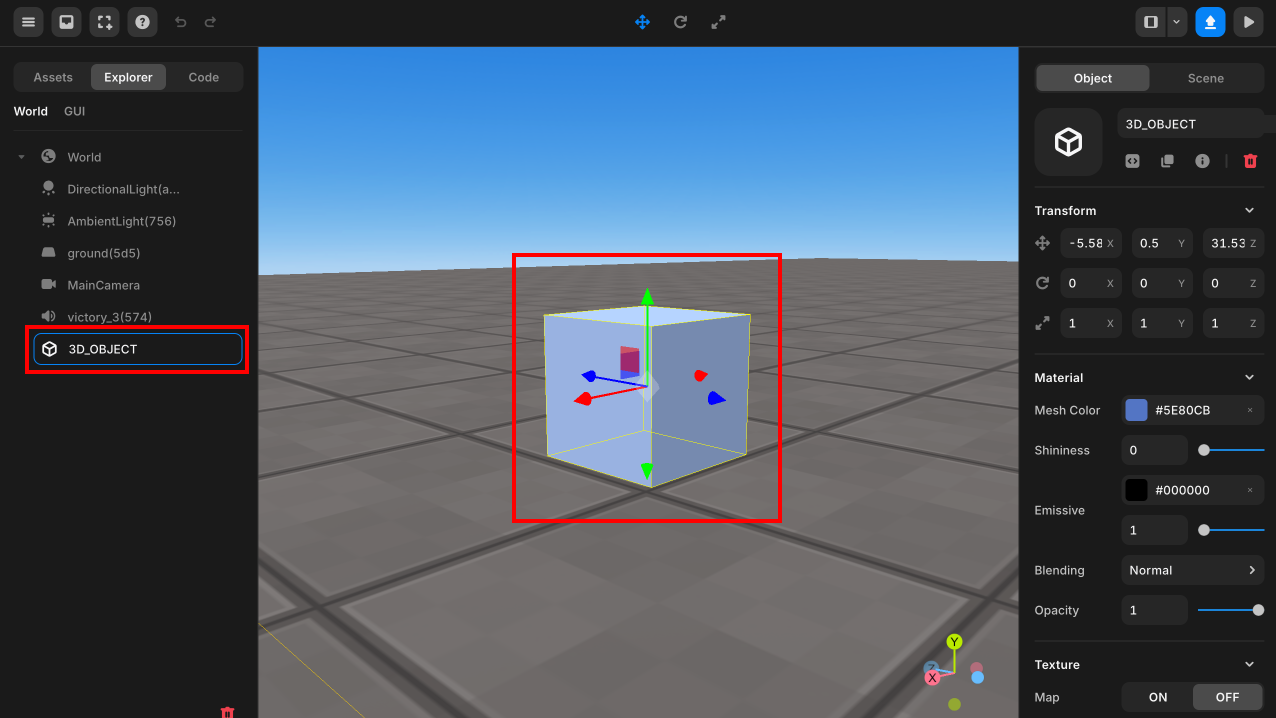 Assets Explorer Code
World GUI
World
DirectionalLight(a...
AmbientLight(756)
ground(5d5)
MainCamera
victory_3(574)
3D_OBJECT
Y
Z
X
Object Scene
3D_OBJECT
Transform
-5.58 X 0.5 Y 31.53 Z
0 X 0 Y 0 Z
1 X 1 Y 1 Z
Material
Mesh Color #5E80CB ×
Shininess 0
#000000 ×
Emissive
1
Blending Normal
Opacity 1
Texture
Map ON OFF